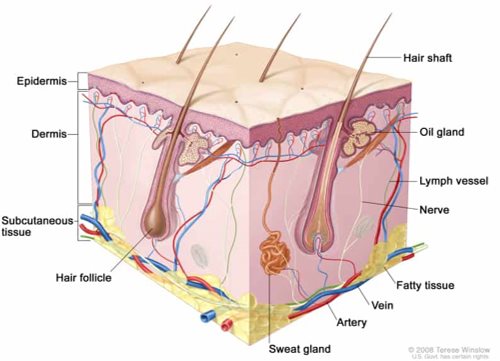 Hair shaft
Epidermis
Dermis
Oil gland
Lymph vessel
Nerve
Subcutaneous
tissue
Hair follicle
Fatty tissue
Vein
Artery
Sweat gland
© 2008 Terese Winslow
U.S. Govt. has certain rights